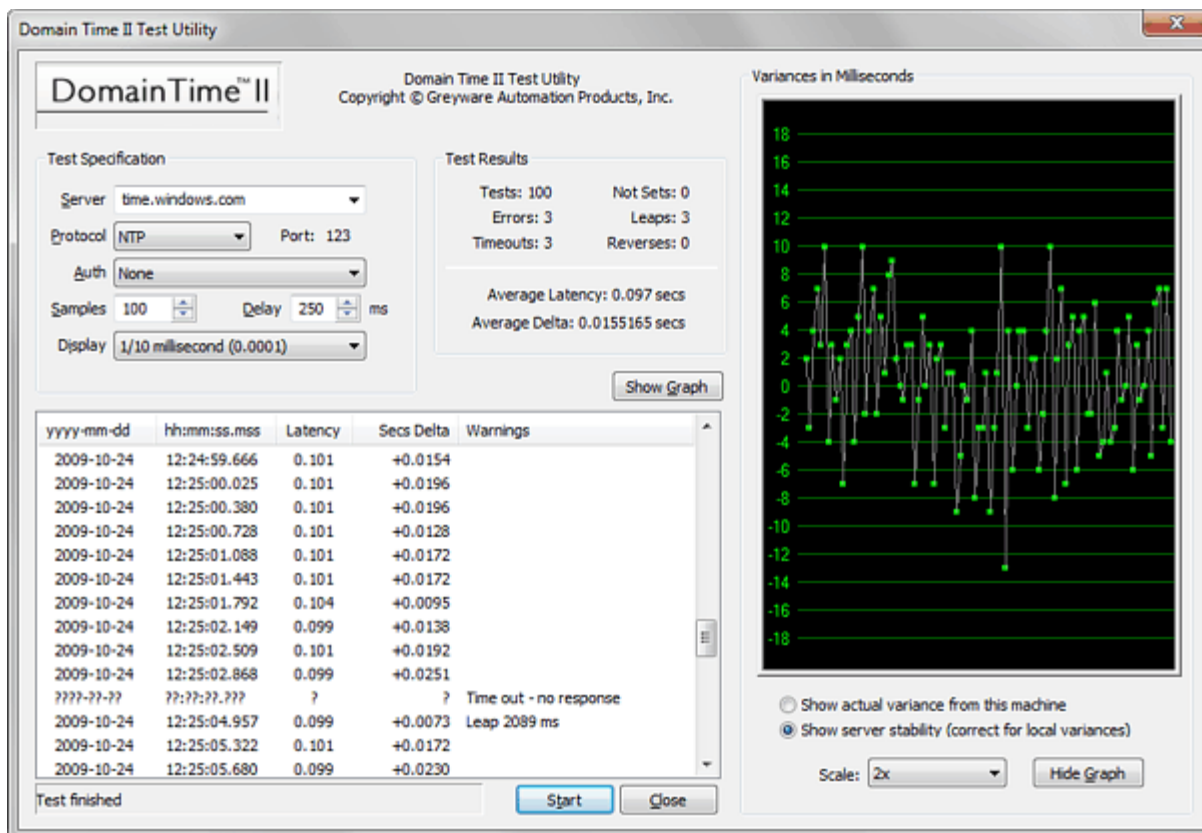 Domain Time II Test Utility
DomainTime™ II
Domain Time II Test Utility
Copyright © Greyware Automation Products, Inc.
Test Specification
Server time.windows.com
Protocol NTP Port: 123
Auth None
Samples 100 Delay 250 ms
Display 1/10 millisecond (0.0001)
Test Results
Tests: 100 Not Sets: 0
Errors: 3 Leaps: 3
Timeouts: 3 Reverses: 0
Average Latency: 0.097 secs
Average Delta: 0.0155165 secs
Show Graph
yyyy-mm-dd hh:mm:ss.mss Latency Secs Delta Warnings
2009-10-24 12:24:59.666 0.101 +0.0154
2009-10-24 12:25:00.025 0.101 +0.0196
2009-10-24 12:25:00.380 0.101 +0.0196
2009-10-24 12:25:00.728 0.101 +0.0128
2009-10-24 12:25:01.088 0.101 +0.0172
2009-10-24 12:25:01.443 0.101 +0.0172
2009-10-24 12:25:01.792 0.104 +0.0095
2009-10-24 12:25:02.149 0.099 +0.0138
2009-10-24 12:25:02.509 0.101 +0.0192
2009-10-24 12:25:02.868 0.099 +0.0251
????-??-?? ??:??:??.??? ? ? Time out - no response
2009-10-24 12:25:04.957 0.099 +0.0073 Leap 2089 ms
2009-10-24 12:25:05.322 0.101 +0.0172
2009-10-24 12:25:05.680 0.099 +0.0230
Test finished
Start Close
Variances in Milliseconds
18
16
14
12
10
8
6
4
2
0
-2
-4
-6
-8
-10
-12
-14
-16
-18
Show actual variance from this machine
Show server stability (correct for local variances)
Scale: 2x Hide Graph